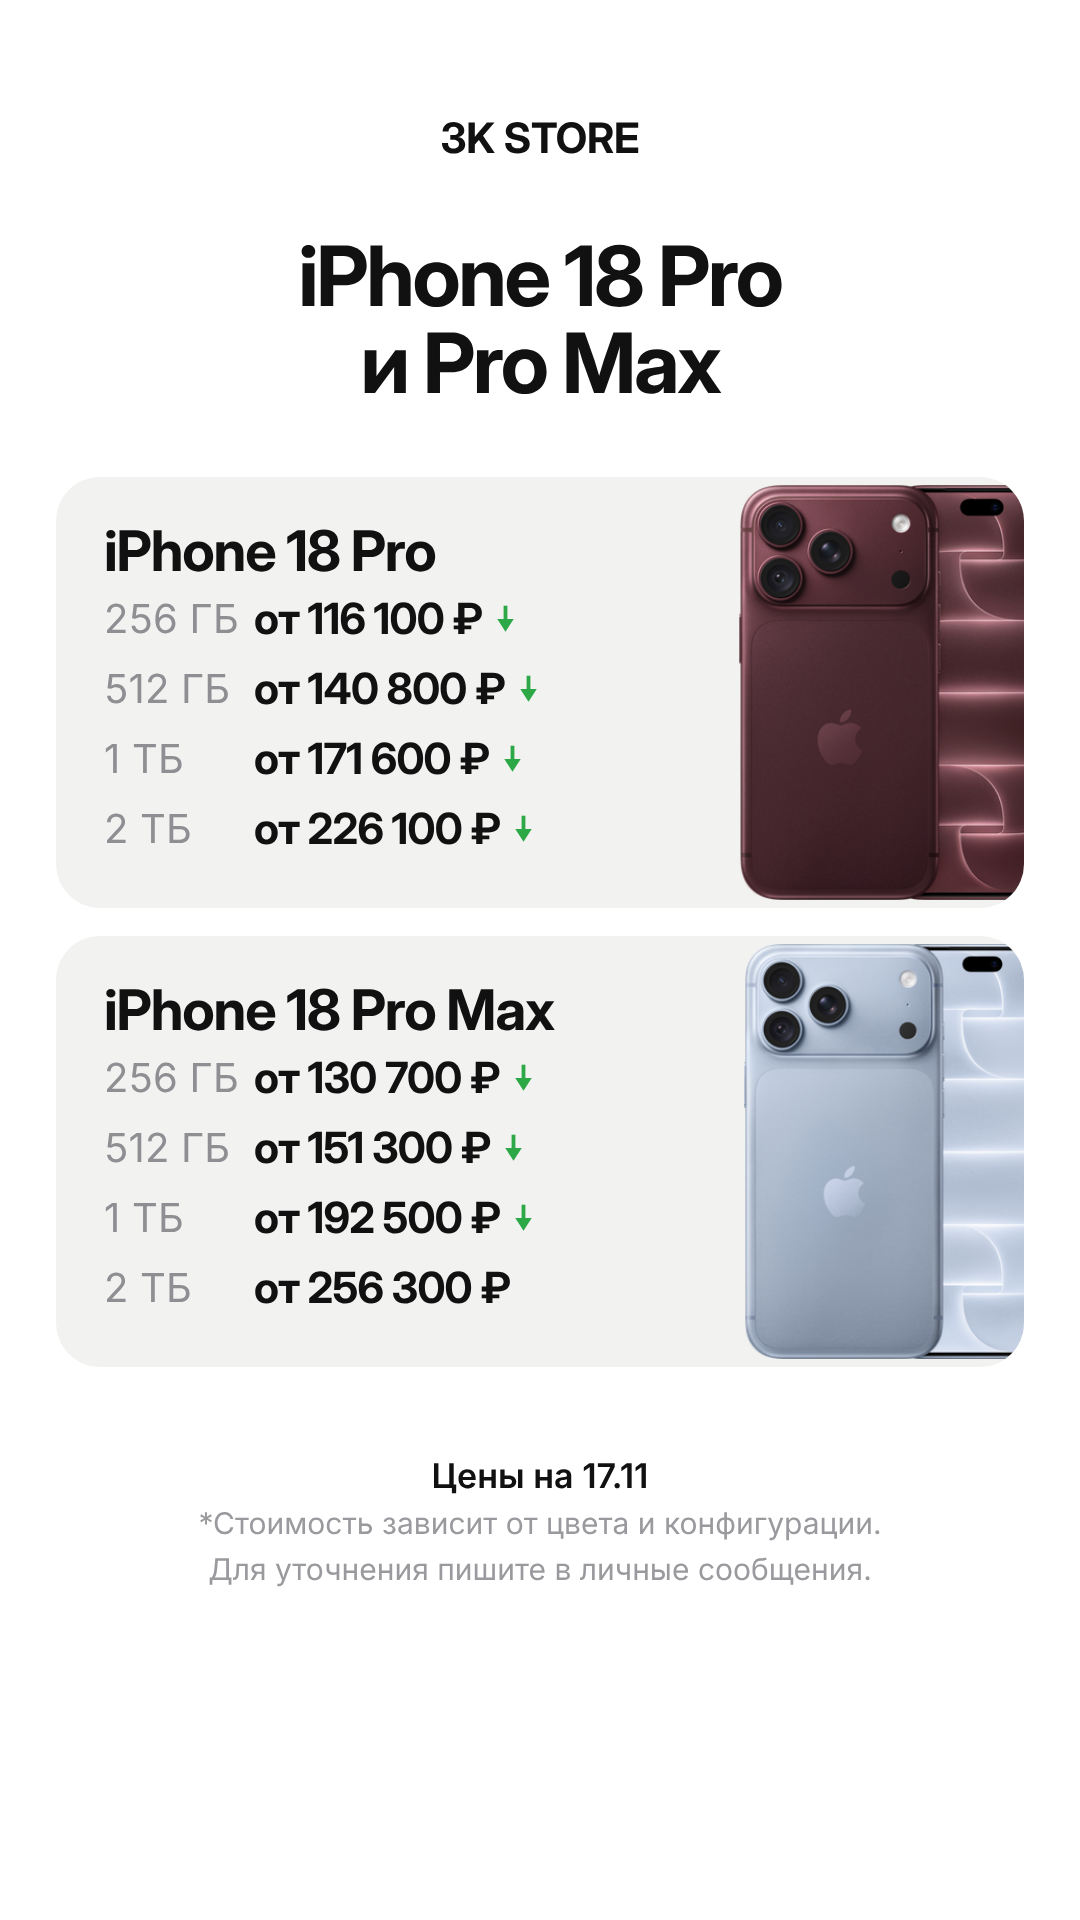 3K STORE
iPhone 18 Pro
и Pro Max
iPhone 18 Pro
256 ГБ от 116 100 ₽ ↓
512 ГБ от 140 800 ₽ ↓
1 ТБ от 171 600 ₽ ↓
2 ТБ от 226 100 ₽ ↓
iPhone 18 Pro Max
256 ГБ от 130 700 ₽ ↓
512 ГБ от 151 300 ₽ ↓
1 ТБ от 192 500 ₽ ↓
2 ТБ от 256 300 ₽
Цены на 17.11
*Стоимость зависит от цвета и конфигурации.
Для уточнения пишите в личные сообщения.